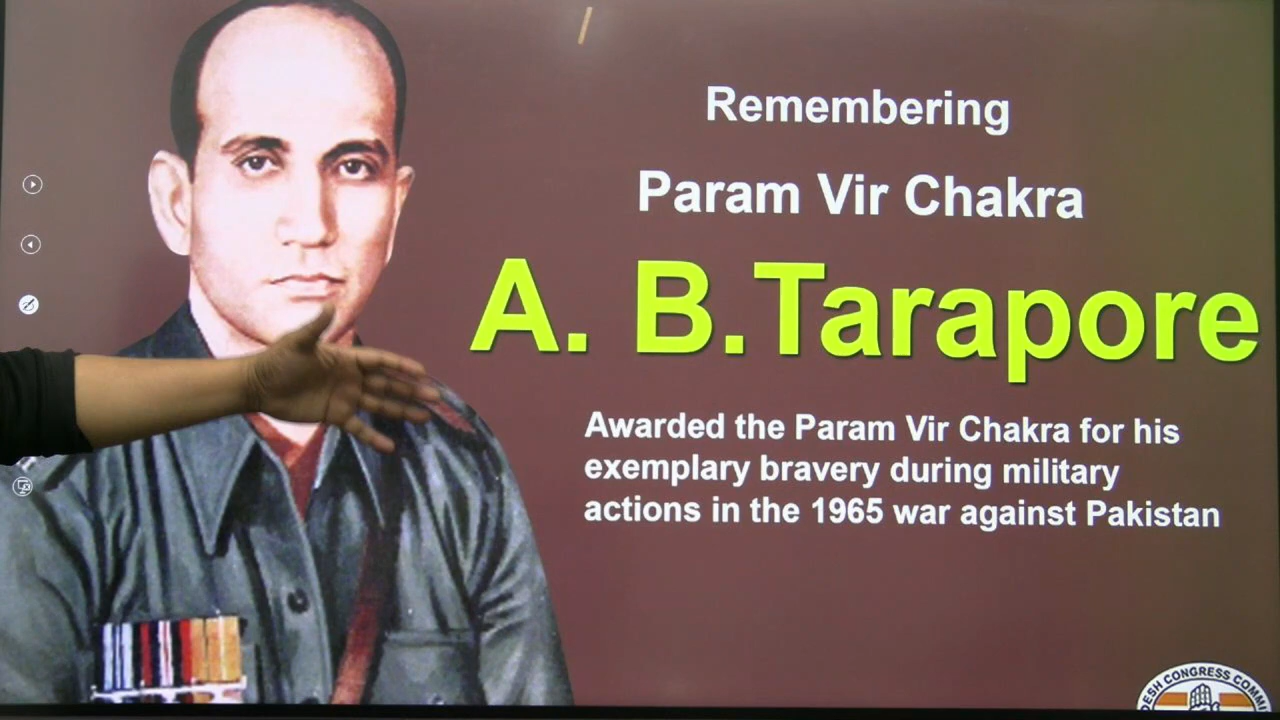 Remembering
Param Vir Chakra
A. B.Tarapore
Awarded the Param Vir Chakra for his
exemplary bravery during military
actions in the 1965 war against Pakistan
CONGRESS